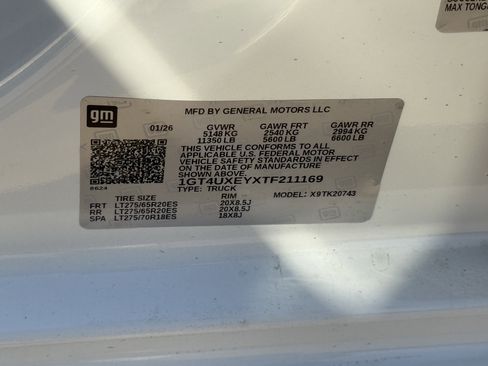 MAX TONG
gm
MFD BY GENERAL MOTORS LLC
01/26 GVWR GAWR FRT GAWR RR
5148 KG 2540 KG 2994 KG
11350 LB 5600 LB 6600 LB
THIS VEHICLE CONFORMS TO ALL
APPLICABLE U.S. FEDERAL MOTOR
VEHICLE SAFETY STANDARDS IN EFFECT
ON THE DATE OF MANUFACTURE
SHOWN ABOVE.
1GT4UXEYXTF211169
8624
TYPE: TRUCK MODEL: X9TK20743
TIRE SIZE RIM
FRT LT275/65R20ES 20X8.5J
RR LT275/65R20ES 20X8.5J
SPA LT275/70R18ES 18X8J